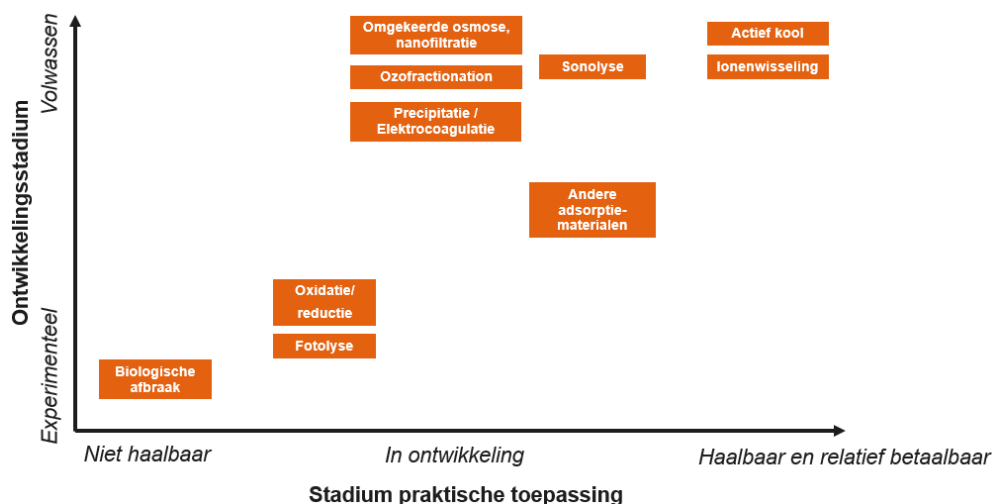 Ontwikkelingsstadium
Volwassen
Experimenteel
Omgekeerde osmose,
nanofiltratie
Ozofractionation
Precipitatie /
Elektrocoagulatie
Sonolyse
Actief kool
Ionenwisseling
Andere
adsorptie-
materialen
Oxidatie/
reductie
Fotolyse
Biologische
afbraak
Niet haalbaar
In ontwikkeling
Haalbaar en relatief betaalbaar
Stadium praktische toepassing